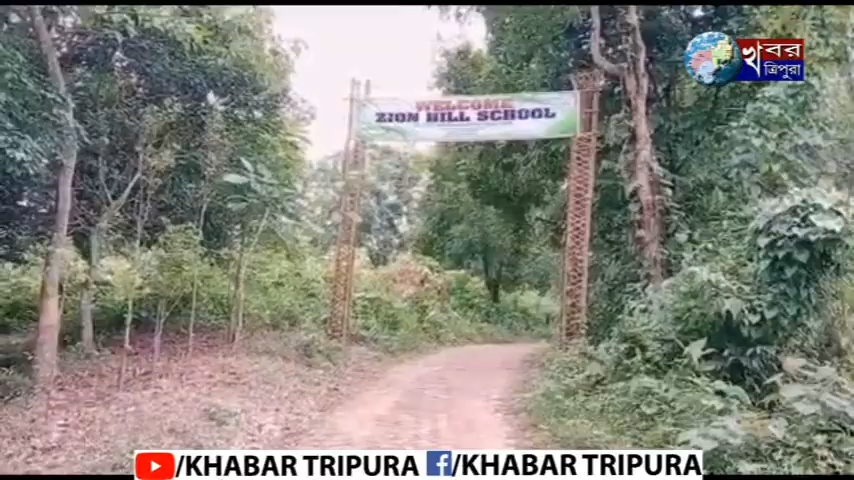 খবর
ত্রিপুরা
WELCOME
ZION HILL SCHOOL
/KHABAR TRIPURA
f/KHABAR TRIPURA